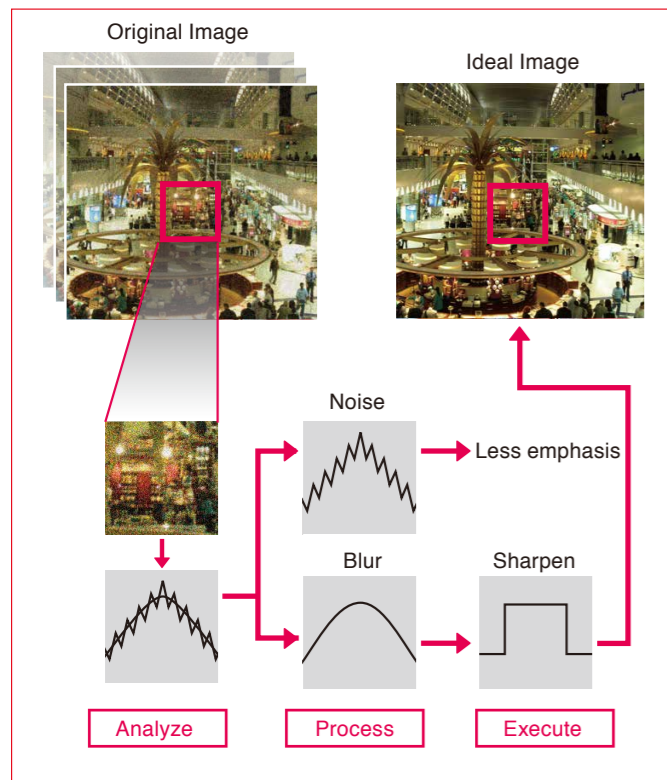 Original Image
Ideal Image
Noise
Less emphasis
Blur
Sharpen
Analyze
Process
Execute